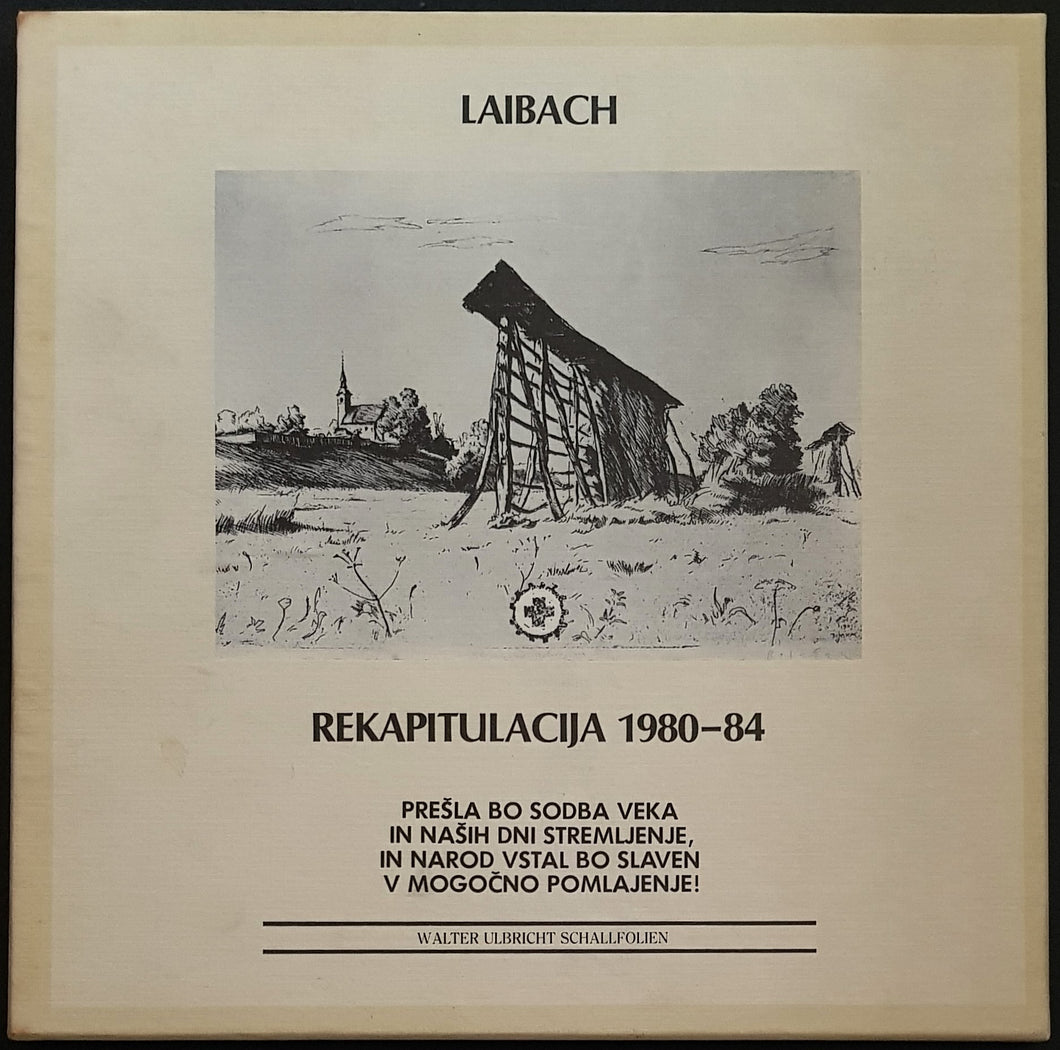 LAIBACH
REKAPITULACIJA 1980–84
PREŠLA BO SODBA VEKA
IN NAŠIH DNI STREMLJENJE,
IN NAROD VSTAL BO SLAVEN
V MOGOČNO POMLAJENJE!
WALTER ULBRICHT SCHALLFOLIEN